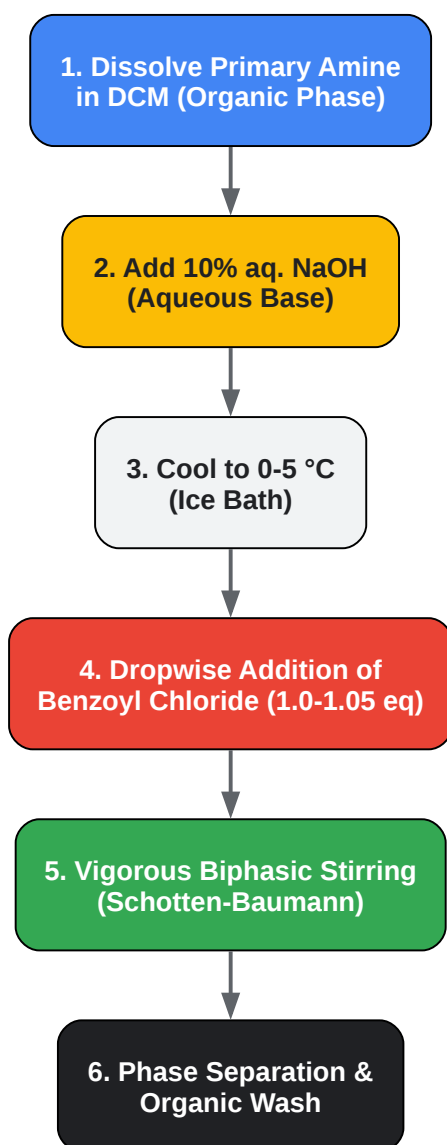 1. Dissolve Primary Amine
in DCM (Organic Phase)
2. Add 10% aq. NaOH
(Aqueous Base)
3. Cool to 0-5 °C
(Ice Bath)
4. Dropwise Addition of
Benzoyl Chloride (1.0-1.05 eq)
5. Vigorous Biphasic Stirring
(Schotten-Baumann)
6. Phase Separation &
Organic Wash